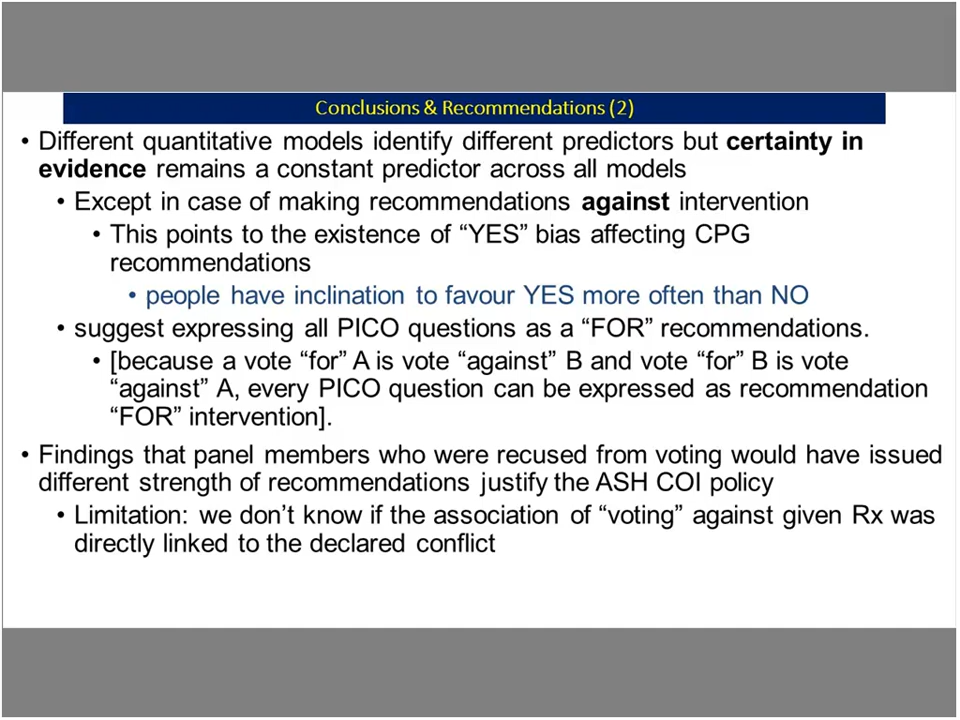 Conclusions & Recommendations (2)
• Different quantitative models identify different predictors but certainty in
evidence remains a constant predictor across all models
• Except in case of making recommendations against intervention
• This points to the existence of “YES” bias affecting CPG
recommendations
• people have inclination to favour YES more often than NO
• suggest expressing all PICO questions as a “FOR” recommendations.
• [because a vote “for” A is vote “against” B and vote “for” B is vote
“against” A, every PICO question can be expressed as recommendation
“FOR” intervention].
• Findings that panel members who were recused from voting would have issued
different strength of recommendations justify the ASH COI policy
• Limitation: we don’t know if the association of “voting” against given Rx was
directly linked to the declared conflict